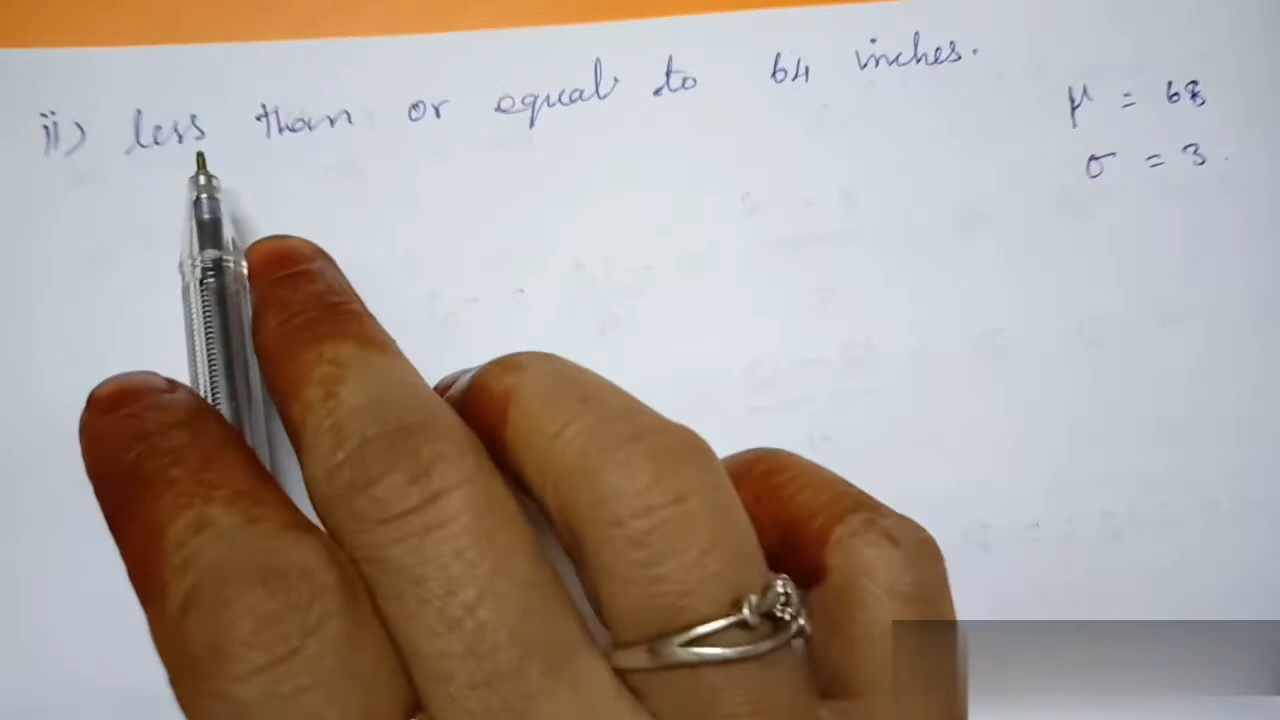 ii) less than or equal to 64 inches.
μ = 68
σ = 3.